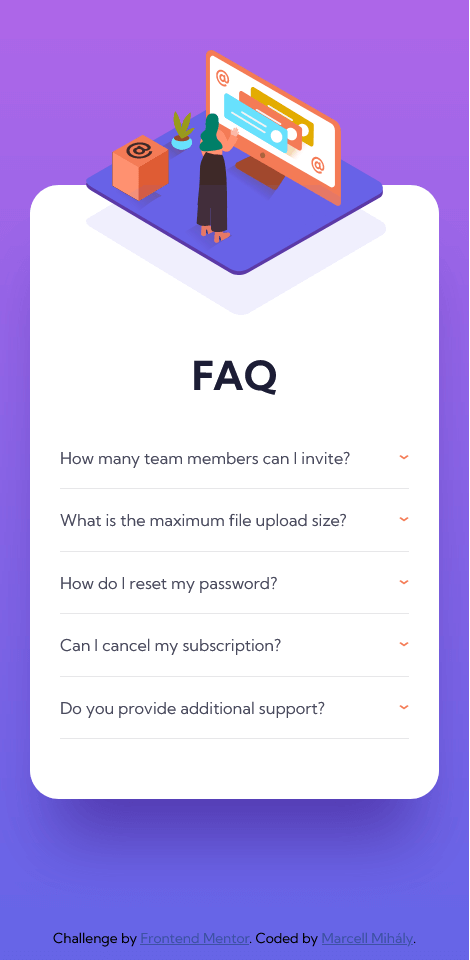 @
@
@
FAQ
How many team members can I invite?
What is the maximum file upload size?
How do I reset my password?
Can I cancel my subscription?
Do you provide additional support?
Challenge by Frontend Mentor. Coded by Marcell Mihály.